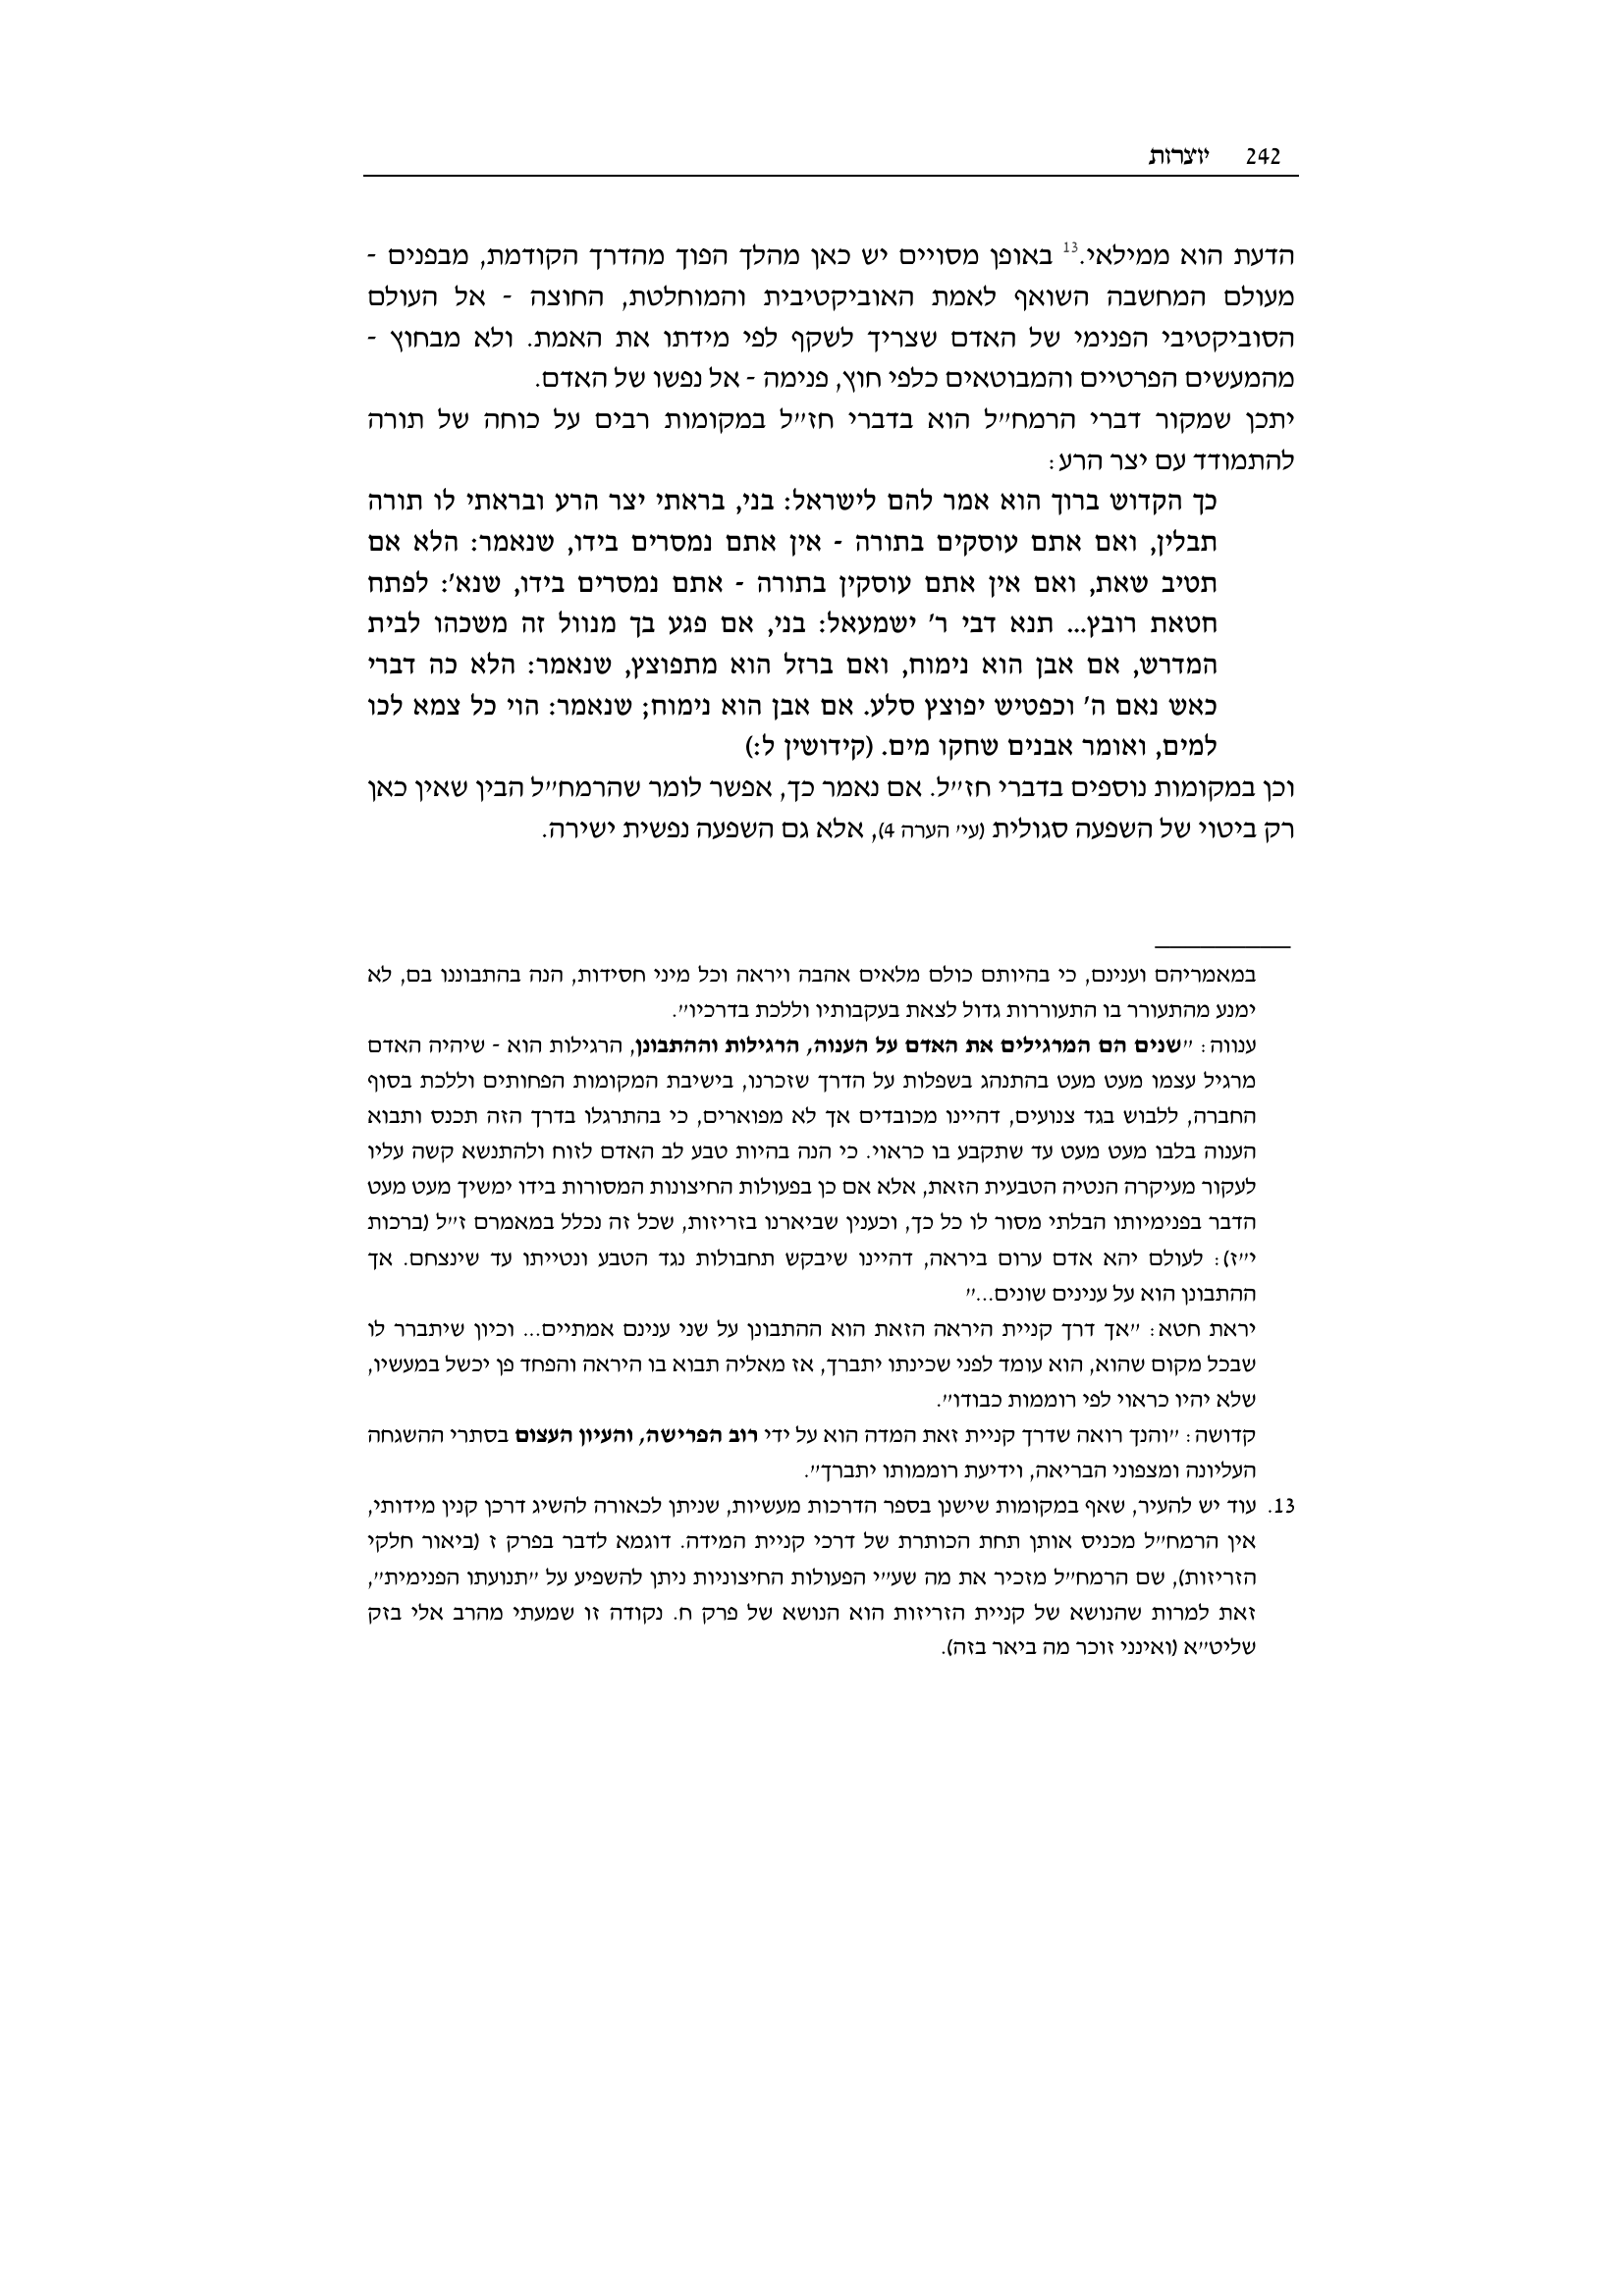 242 יוצרות
הדעת הוא ממילאי.13 באופן מסויים יש כאן מהלך הפוך מהדרך הקודמת, מבפנים -
מעולם המחשבה השואף לאמת האוביקטיבית והמוחלטת, החוצה - אל העולם
הסוביקטיבי הפנימי של האדם שצריך לשקף לפי מידתו את האמת. ולא מבחוץ -
מהמעשים הפרטיים והמבוטאים כלפי חוץ, פנימה - אל נפשו של האדם.
יתכן שמקור דברי הרמח״ל הוא בדברי חז״ל במקומות רבים על כוחה של תורה
להתמודד עם יצר הרע:
כך הקדוש ברוך הוא אמר להם לישראל: בני, בראתי יצר הרע ובראתי לו תורה
תבלין, ואם אתם עוסקים בתורה - אין אתם נמסרים בידו, שנאמר: הלא אם
תטיב שאת, ואם אין אתם עוסקין בתורה - אתם נמסרים בידו, שנא׳: לפתח
חטאת רובץ... תנא דבי ר׳ ישמעאל: בני, אם פגע בך מנוול זה משכהו לבית
המדרש, אם אבן הוא נימוח, ואם ברזל הוא מתפוצץ, שנאמר: הלא כה דברי
כאש נאם ה׳ וכפטיש יפוצץ סלע. אם אבן הוא נימוח; שנאמר: הוי כל צמא לכו
למים, ואומר אבנים שחקו מים. (קידושין ל:)
וכן במקומות נוספים בדברי חז״ל. אם נאמר כך, אפשר לומר שהרמח״ל הבין שאין כאן
רק ביטוי של השפעה סגולית (עי׳ הערה 4), אלא גם השפעה נפשית ישירה.
במאמריהם וענינם, כי בהיותם כולם מלאים אהבה ויראה וכל מיני חסידות, הנה בהתבוננו בם, לא
ימנע מהתעורר בו התעוררות גדול לצאת בעקבותיו וללכת בדרכיו״.
ענווה: ״שנים הם המרגילים את האדם על הענוה, הרגילות וההתבונן, הרגילות הוא - שיהיה האדם
מרגיל עצמו מעט מעט בהתנהג בשפלות על הדרך שזכרנו, בישיבת המקומות הפחותים וללכת בסוף
החברה, ללבוש בגד צנועים, דהיינו מכובדים אך לא מפוארים, כי בהתרגלו בדרך הזה תכנס ותבוא
הענוה בלבו מעט מעט עד שתקבע בו כראוי. כי הנה בהיות טבע לב האדם לזוח ולהתנשא קשה עליו
לעקור מעיקרה הנטיה הטבעית הזאת, אלא אם כן בפעולות החיצונות המסורות בידו ימשיך מעט מעט
הדבר בפנימיותו הבלתי מסור לו כל כך, וכענין שביארנו בזריזות, שכל זה נכלל במאמרם ז״ל (ברכות
י״ז): לעולם יהא אדם ערום ביראה, דהיינו שיבקש תחבולות נגד הטבע ונטייתו עד שינצחם. אך
ההתבונן הוא על ענינים שונים...״
יראת חטא: ״אך דרך קניית היראה הזאת הוא ההתבונן על שני ענינם אמתיים... וכיון שיתברר לו
שבכל מקום שהוא, הוא עומד לפני שכינתו יתברך, אז מאליה תבוא בו היראה והפחד פן יכשל במעשיו,
שלא יהיו כראוי לפי רוממות כבודו״.
קדושה: ״והנך רואה שדרך קניית זאת המדה הוא על ידי רוב הפרישה, והעיון העצום בסתרי ההשגחה
העליונה ומצפוני הבריאה, וידיעת רוממותו יתברך״.
13. עוד יש להעיר, שאף במקומות שישנן בספר הדרכות מעשיות, שניתן לכאורה להשיג דרכן קנין מידותי,
אין הרמח״ל מכניס אותן תחת הכותרת של דרכי קניית המידה. דוגמא לדבר בפרק ז (ביאור חלקי
הזריזות), שם הרמח״ל מזכיר את מה שע״י הפעולות החיצוניות ניתן להשפיע על ״תנועתו הפנימית״,
זאת למרות שהנושא של קניית הזריזות הוא הנושא של פרק ח. נקודה זו שמעתי מהרב אלי בזק
שליט״א (ואינני זוכר מה ביאר בזה).